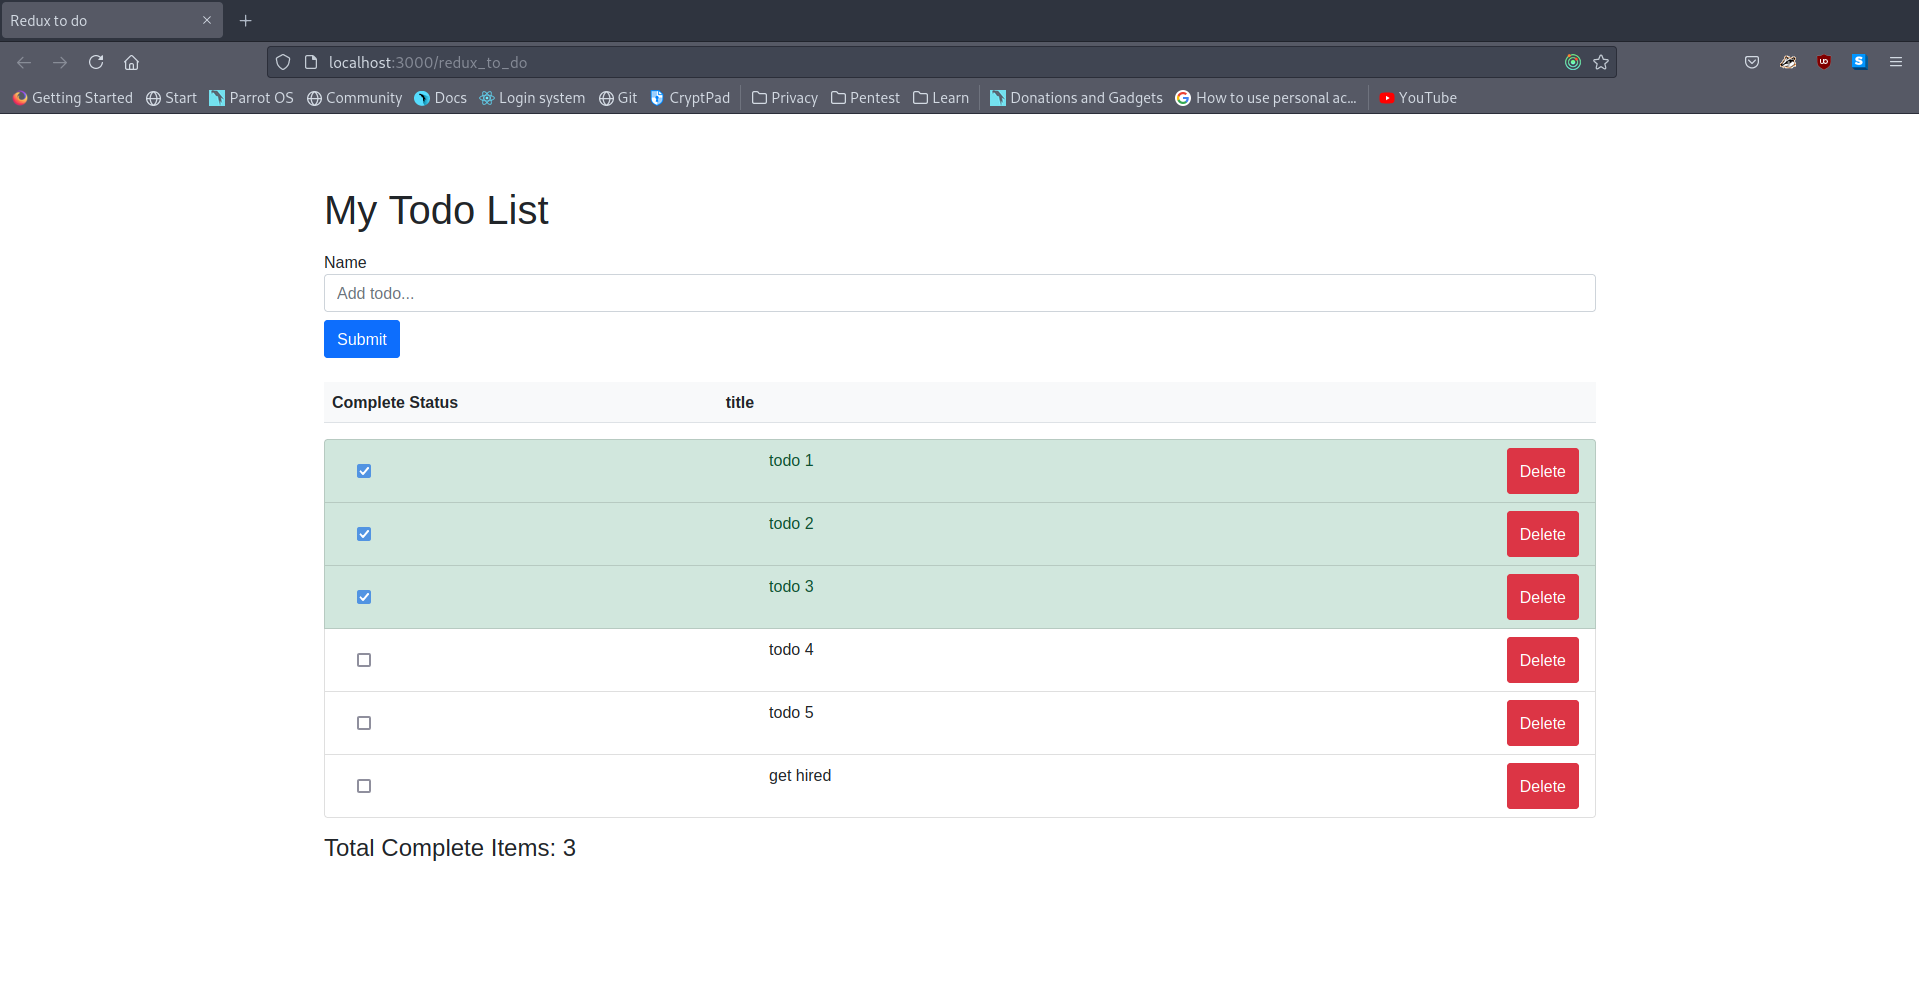 Redux to do
localhost:3000/redux_to_do
UD
S
Getting Started Start Parrot OS Community Docs Login system Git CryptPad Privacy Pentest Learn Donations and Gadgets How to use personal ac... YouTube
My Todo List
Name
Add todo...
Submit
Complete Status title
todo 1 Delete
todo 2 Delete
todo 3 Delete
todo 4 Delete
todo 5 Delete
get hired Delete
Total Complete Items: 3